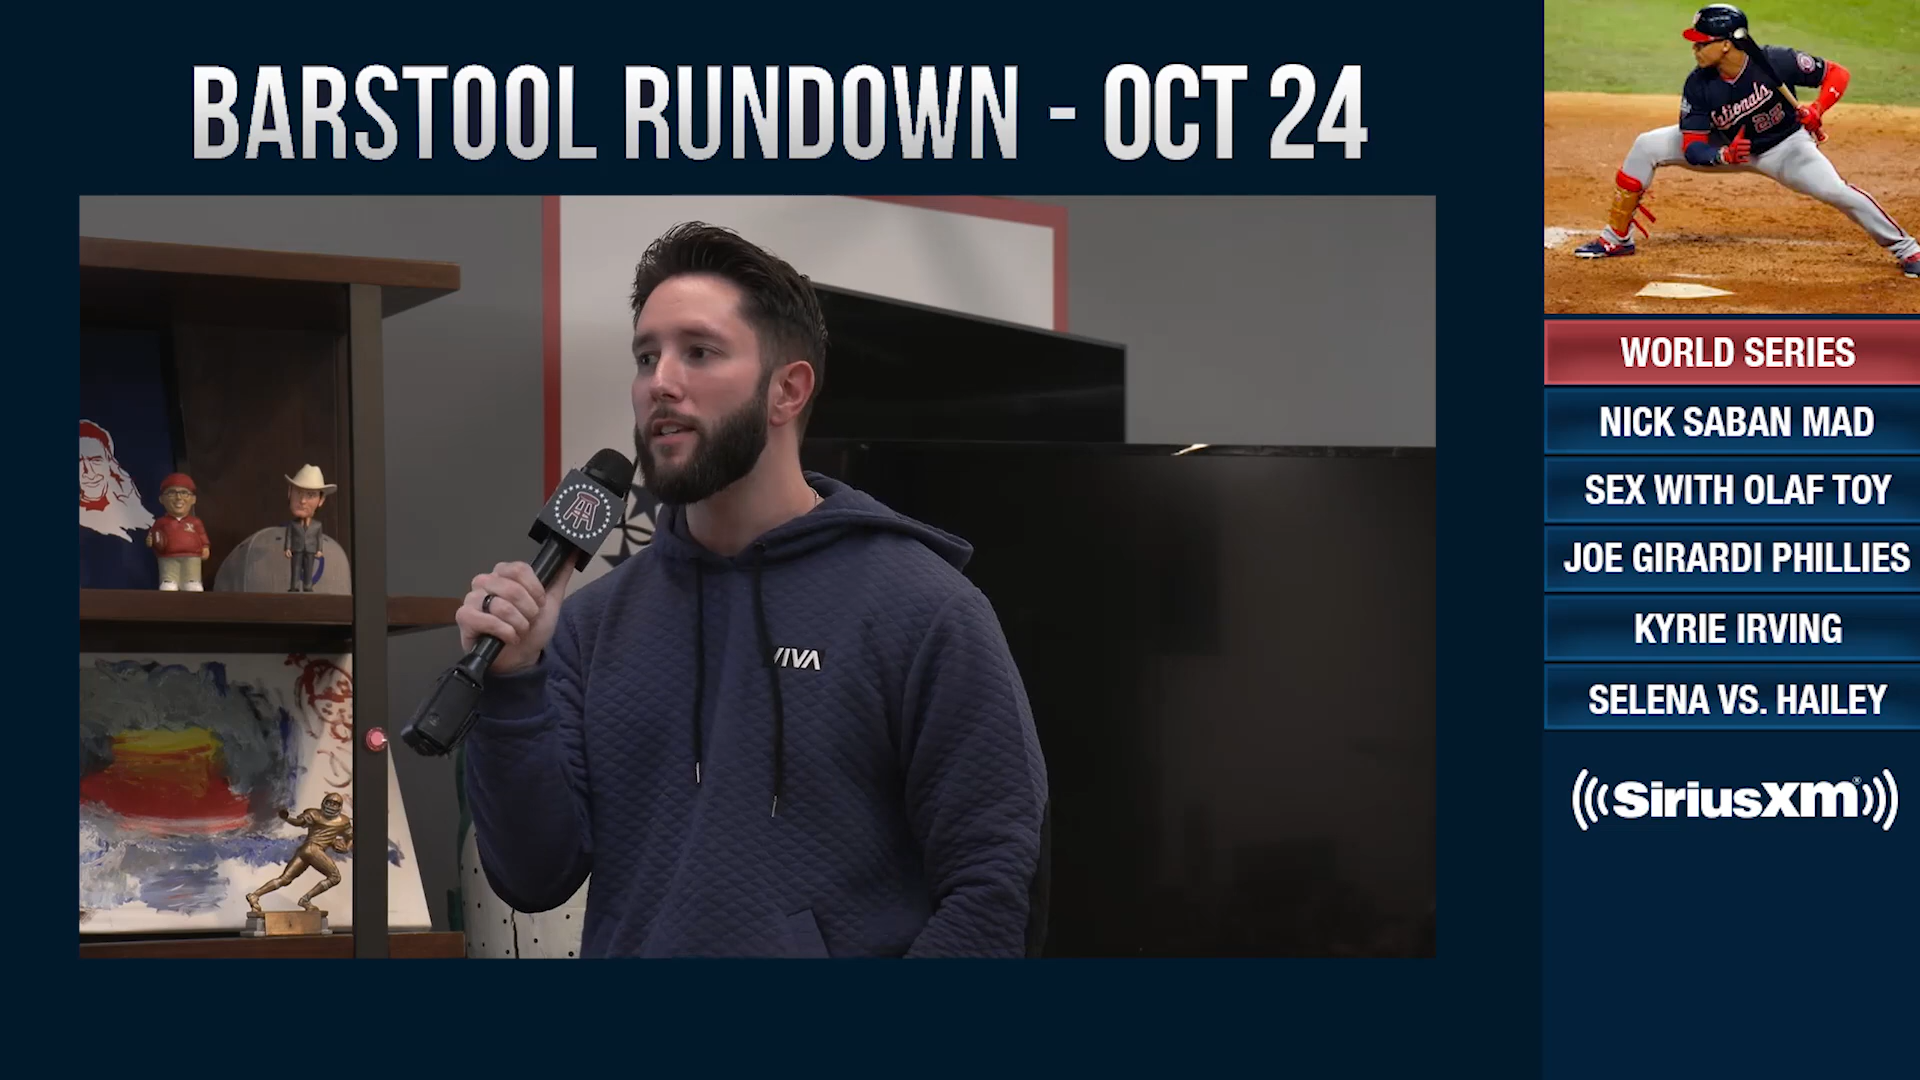 BARSTOOL RUNDOWN - OCT 24
Nationals
22
WORLD SERIES
NICK SABAN MAD
SEX WITH OLAF TOY
JOE GIRARDI PHILLIES
KYRIE IRVING
SELENA VS. HAILEY
VIVA
((((SiriusXM®))))